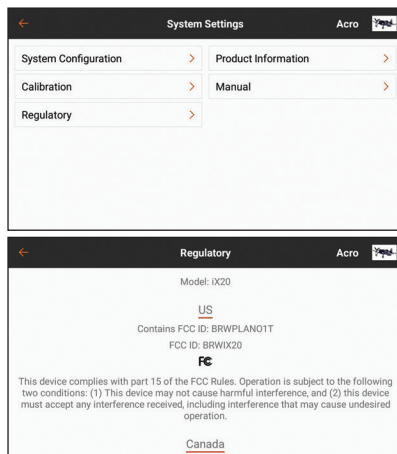 System Settings
Acro
System Configuration
Product Information
Calibration
Manual
Regulatory
Regulatory
Acro
Model: iX20
US
Contains FCC ID: BRWPLANO1T
FCC ID: BRWIX20
FC
This device complies with part 15 of the FCC Rules. Operation is subject to the following
two conditions: (1) This device may not cause harmful interference, and (2) this device
must accept any interference received, including interference that may cause undesired
operation.
Canada